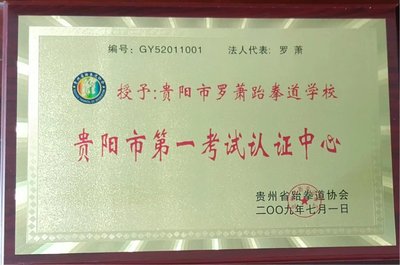 编号: GY52011001 法人代表: 罗 萧
授予:贵阳市罗萧跆拳道学校
贵阳市第一考试认证中心
贵州省跆拳道协会
二〇〇九年七月一日